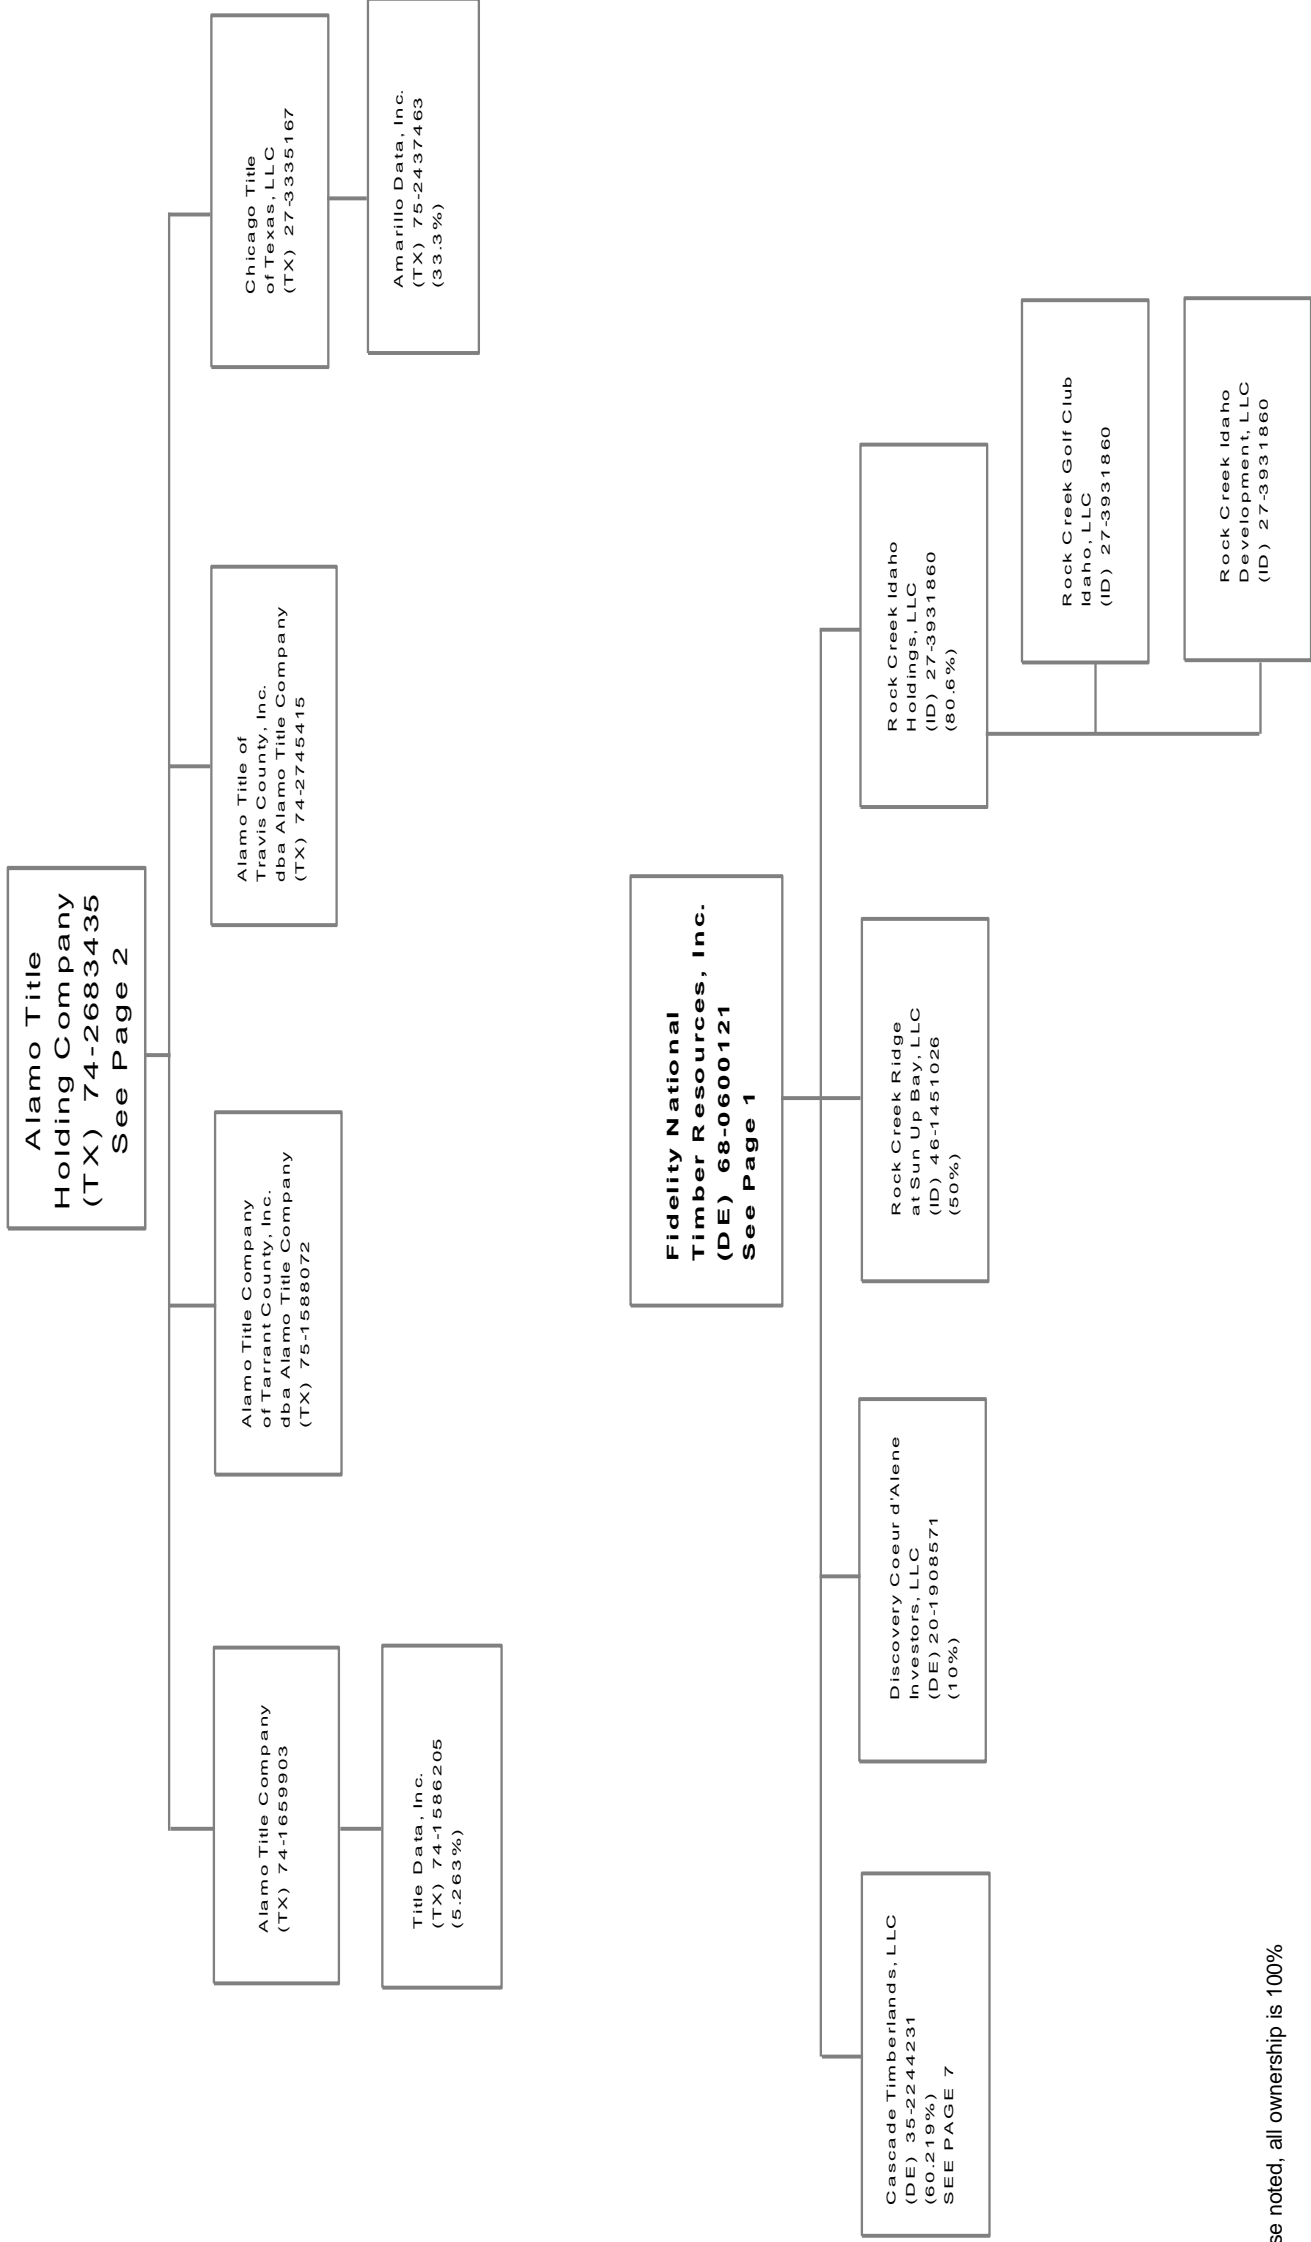 Alamo Title
Holding Company
(TX) 74-2683435
See Page 2
Alamo Title Company
(TX) 74-1659903
Title Data, Inc.
(TX) 74-1586205
(5.263%)
Alamo Title Company
of Tarrant County, Inc.
dba Alamo Title Company
(TX) 75-1588072
Alamo Title of
Travis County, Inc.
dba Alamo Title Company
(TX) 74-2745415
Chicago Title
of Texas, LLC
(TX) 27-3335167
Amarillo Data, Inc.
(TX) 75-2437463
(33.3%)
Fidelity National
Timber Resources, Inc.
(DE) 68-0600121
See Page 1
Cascade Timberlands, LLC
(DE) 35-2244231
(60.219%)
SEE PAGE 7
Discovery Coeur d'Alene
Investors, LLC
(DE) 20-1908571
(10%)
Rock Creek Ridge
at Sun Up Bay, LLC
(ID) 46-1451026
(50%)
Rock Creek Idaho
Holdings, LLC
(ID) 27-3931860
(80.6%)
Rock Creek Golf Club
Idaho, LLC
(ID) 27-3931860
Rock Creek Idaho
Development, LLC
(ID) 27-3931860
se noted, all ownership is 100%